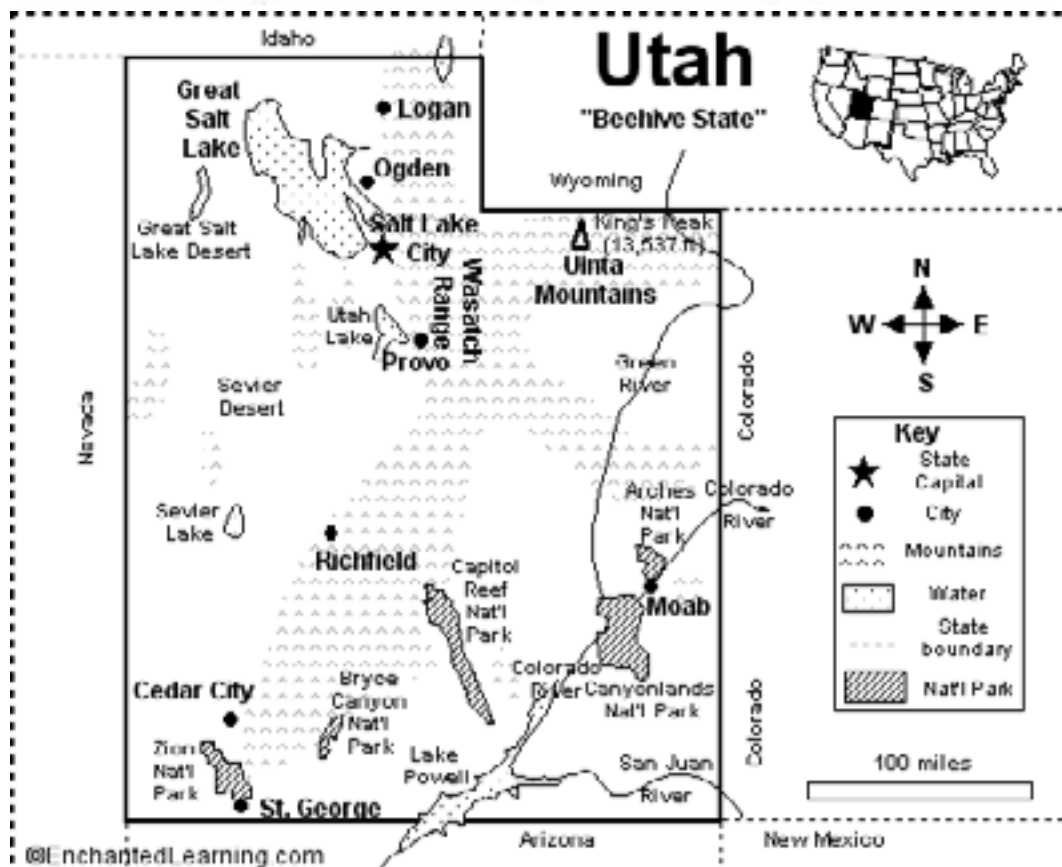 Idaho
Utah
"Beehive State"
Great
Salt
Lake
Logan
Ogden
Wyoming
Great Salt
Lake Desert
Salt Lake
City
King's Peak
(13,537 ft)
Uinta
Mountains
Wasatch
Range
Utah
Lake
Provo
N
W E
S
Green
River
Colorado
Sevier
Desert
Nevada
Key
State
Capital
City
Mountains
Water
State
boundary
Nat'l Park
Sevier
Lake
Arches
Nat'l
Park
Colorado
River
Richfield
Capitol
Reef
Nat'l
Park
Moab
Cedar City
Bryce
Canyon
Nat'l
Park
Colorado
River
Canyonlands
Nat'l Park
Colorado
Zion
Nat'l
Park
Lake
Powell
San Juan
River
100 miles
St. George
Arizona
New Mexico
©EnchantedLearning.com